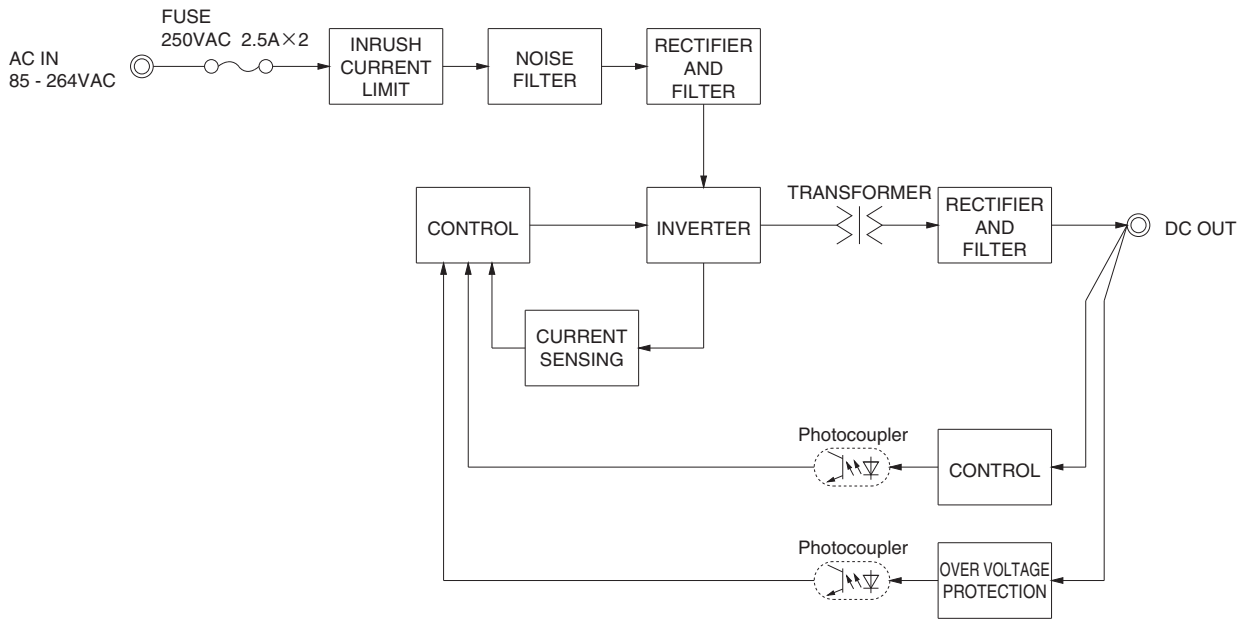 FUSE
250VAC 2.5A×2
AC IN
85 - 264VAC
INRUSH
CURRENT
LIMIT
NOISE
FILTER
RECTIFIER
AND
FILTER
CONTROL
INVERTER
TRANSFORMER
RECTIFIER
AND
FILTER
DC OUT
CURRENT
SENSING
Photocoupler
CONTROL
Photocoupler
OVER VOLTAGE
PROTECTION